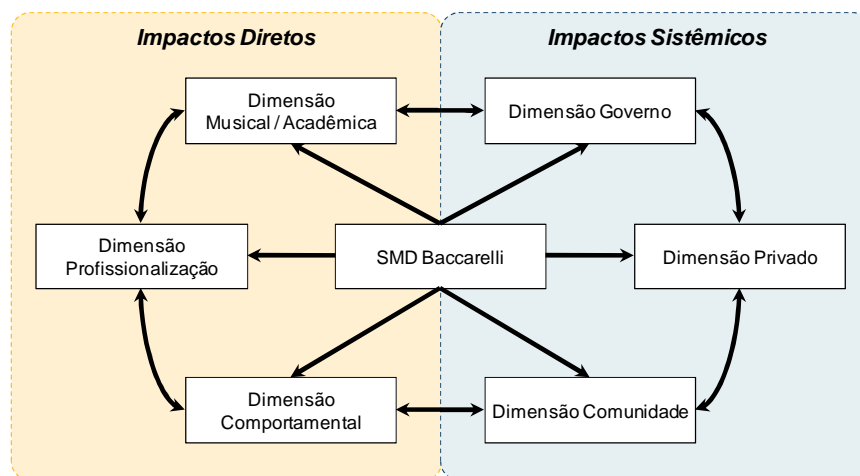 Impactos Diretos
Impactos Sistêmicos
Dimensão
Musical / Acadêmica
Dimensão Governo
Dimensão
Profissionalização
SMD Baccarelli
Dimensão Privado
Dimensão
Comportamental
Dimensão Comunidade